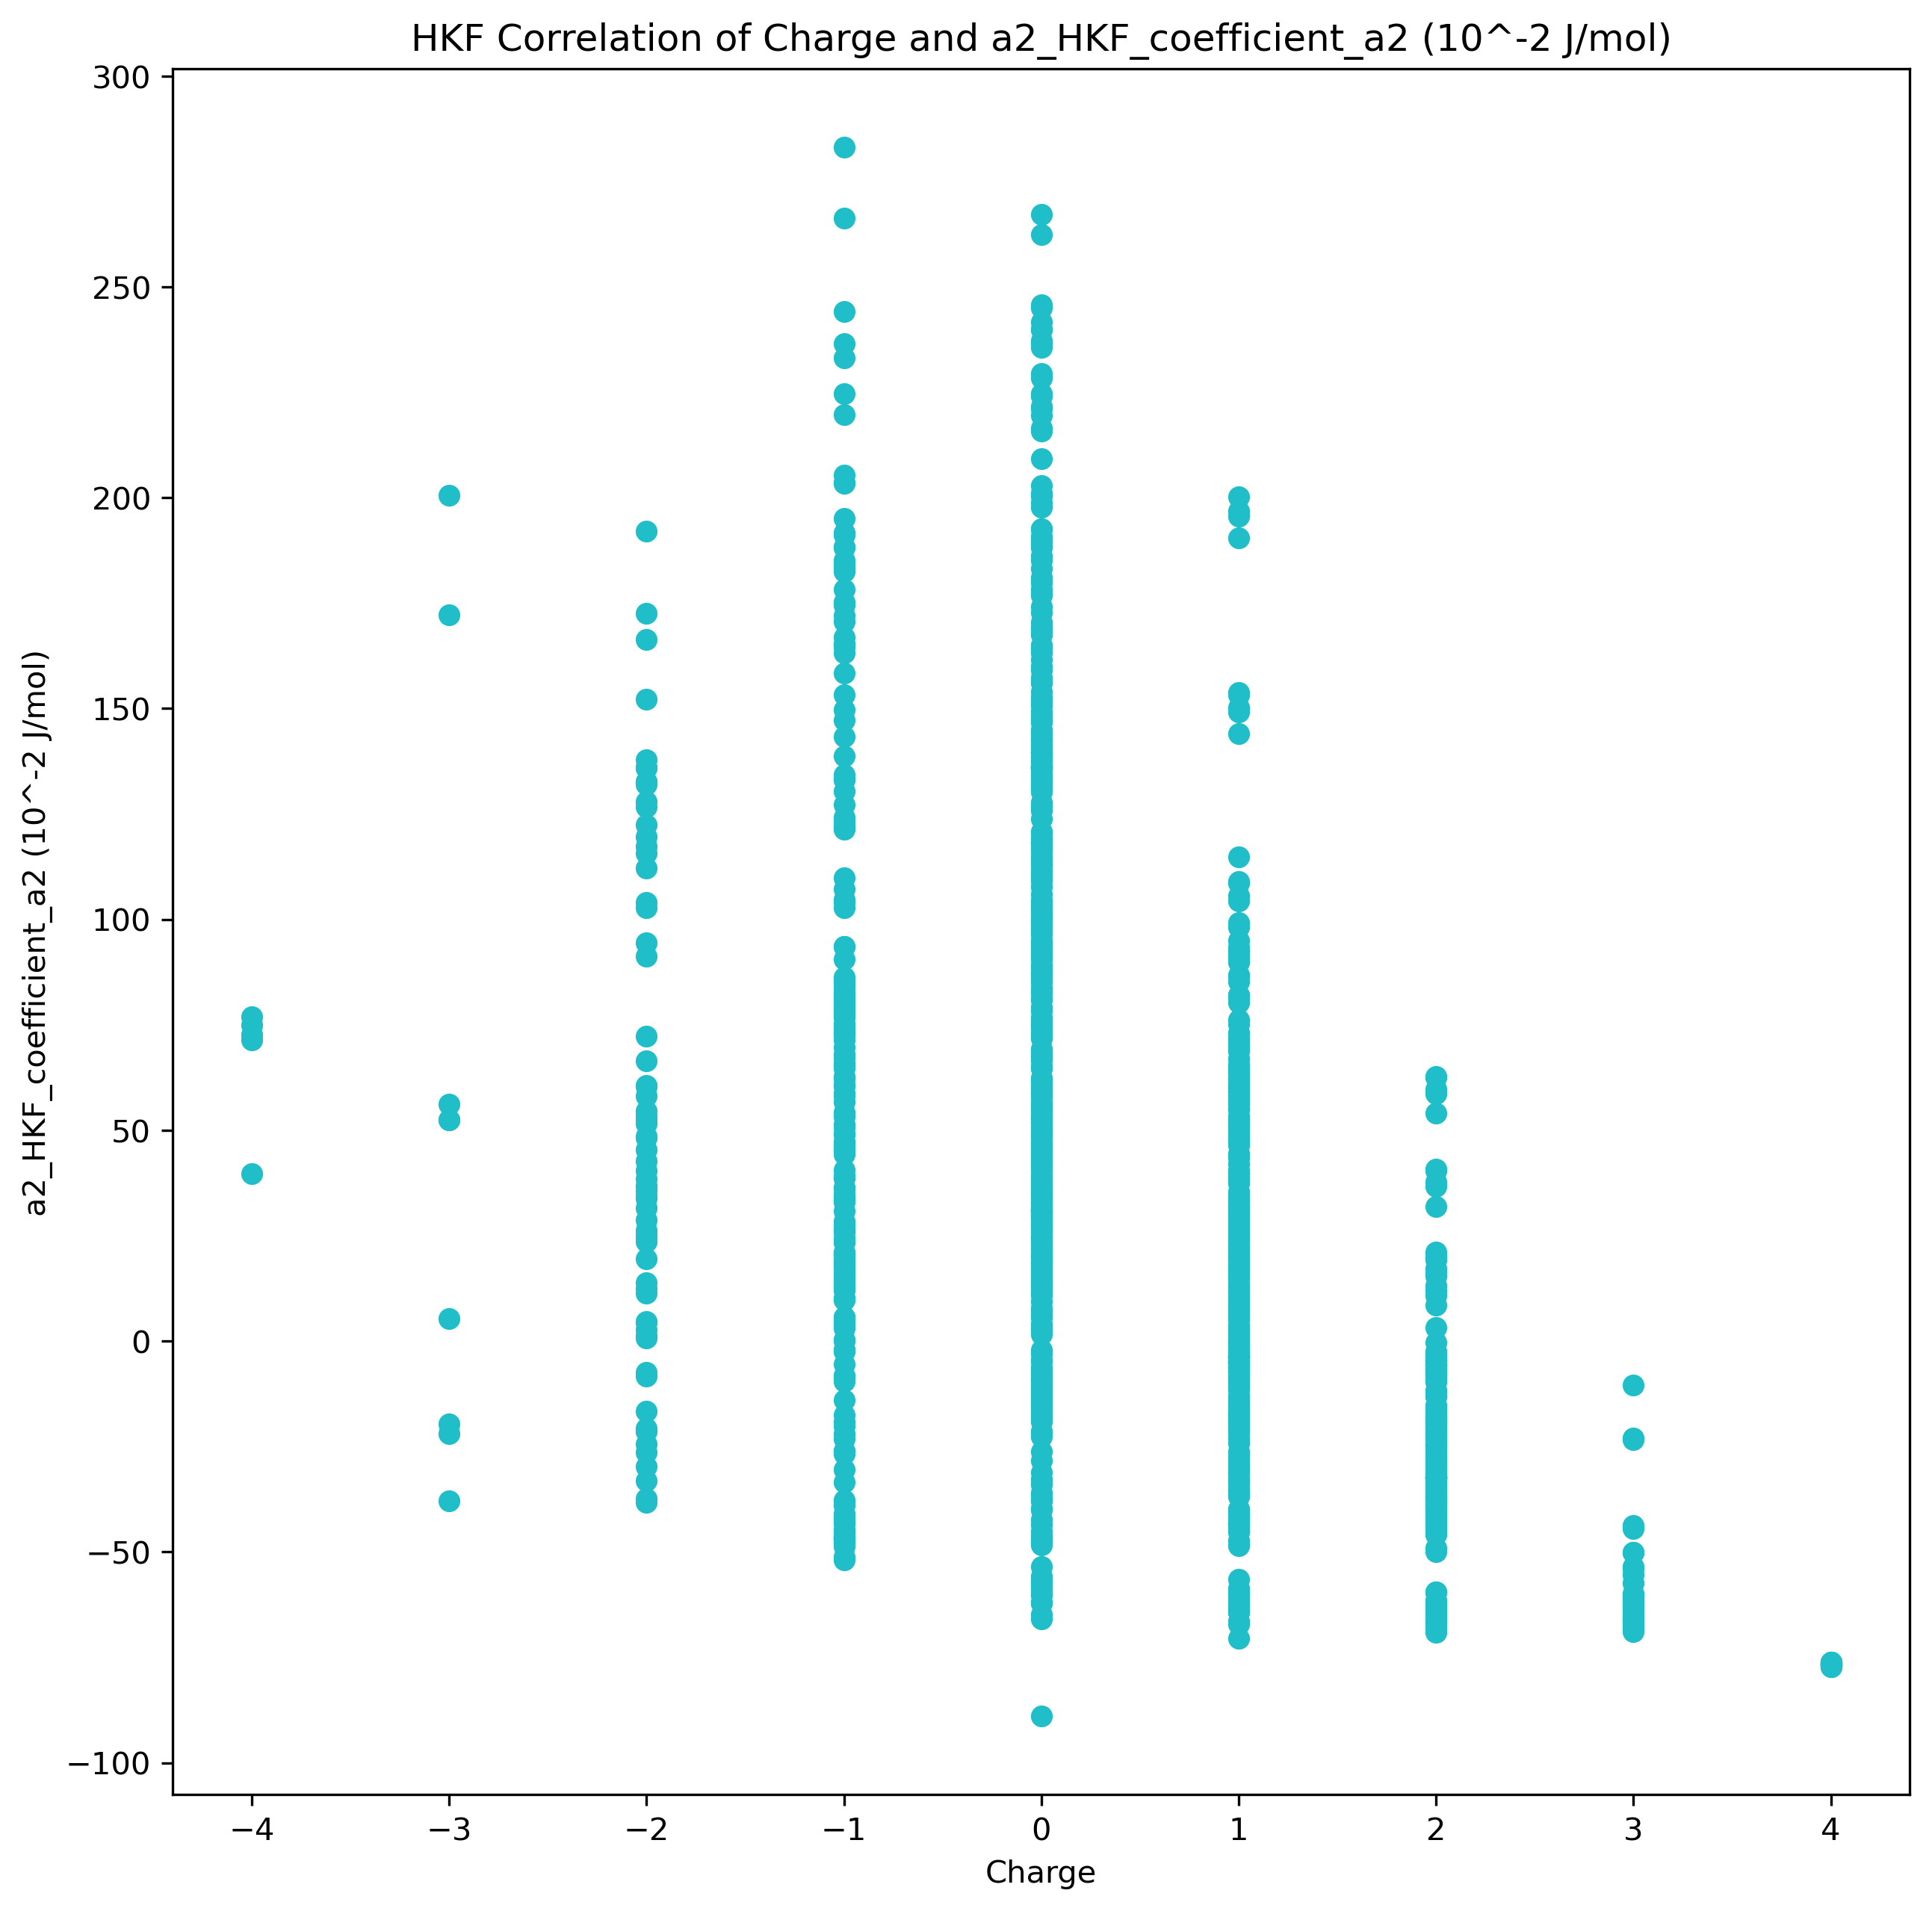 HKF Correlation of Charge and a2_HKF_coefficient_a2 (10^-2 J/mol)
a2_HKF_coefficient_a2 (10^-2 J/mol)
300
250
200
150
100
50
0
−50
−100
−4 −3 −2 −1 0 1 2 3 4
Charge